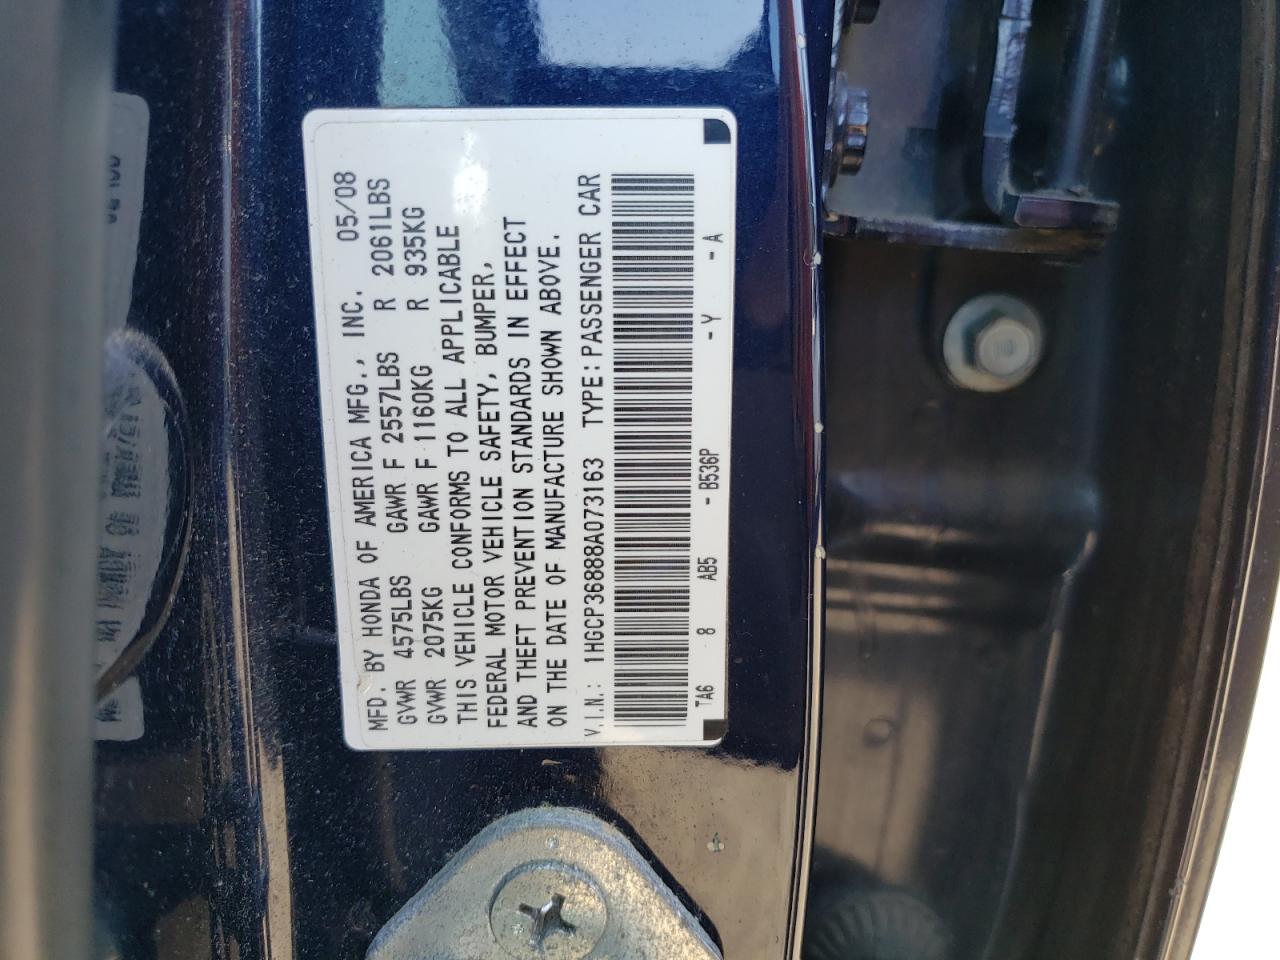 MFD. BY HONDA OF AMERICA MFG., INC. 05/08
GVWR 4575LBS GAWR F 2557LBS R 2061LBS
GVWR 2075KG GAWR F 1160KG R 935KG
THIS VEHICLE CONFORMS TO ALL APPLICABLE
FEDERAL MOTOR VEHICLE SAFETY, BUMPER,
AND THEFT PREVENTION STANDARDS IN EFFECT
ON THE DATE OF MANUFACTURE SHOWN ABOVE.
V.I.N.: 1HGCP36888A073163 TYPE:PASSENGER CAR
TA6 8 AB5 - B536P - Y - A